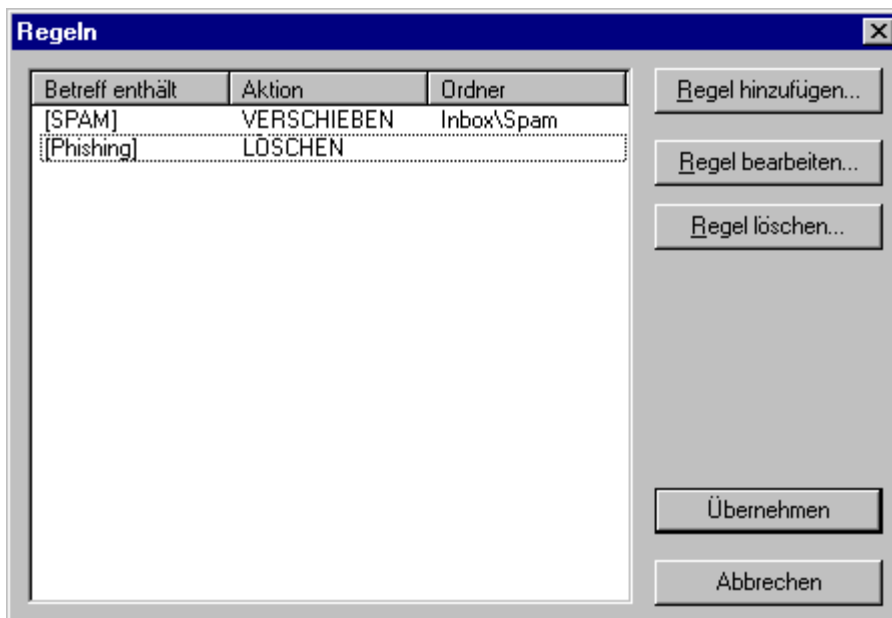 Regeln
Betreff enthält Aktion Ordner
[SPAM] VERSCHIEBEN Inbox\Spam
[Phishing] LÖSCHEN
Regel hinzufügen...
Regel bearbeiten...
Regel löschen...
Übernehmen
Abbrechen